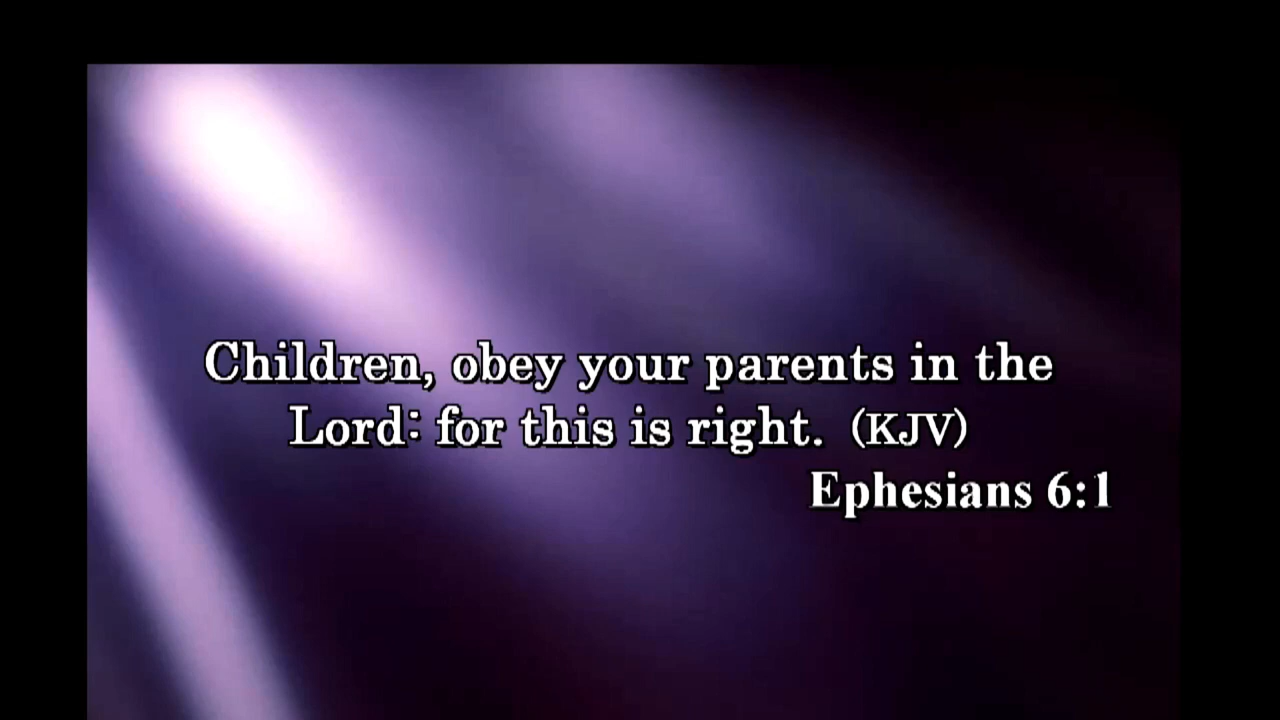 Children, obey your parents in the
Lord: for this is right. (KJV)
Ephesians 6:1